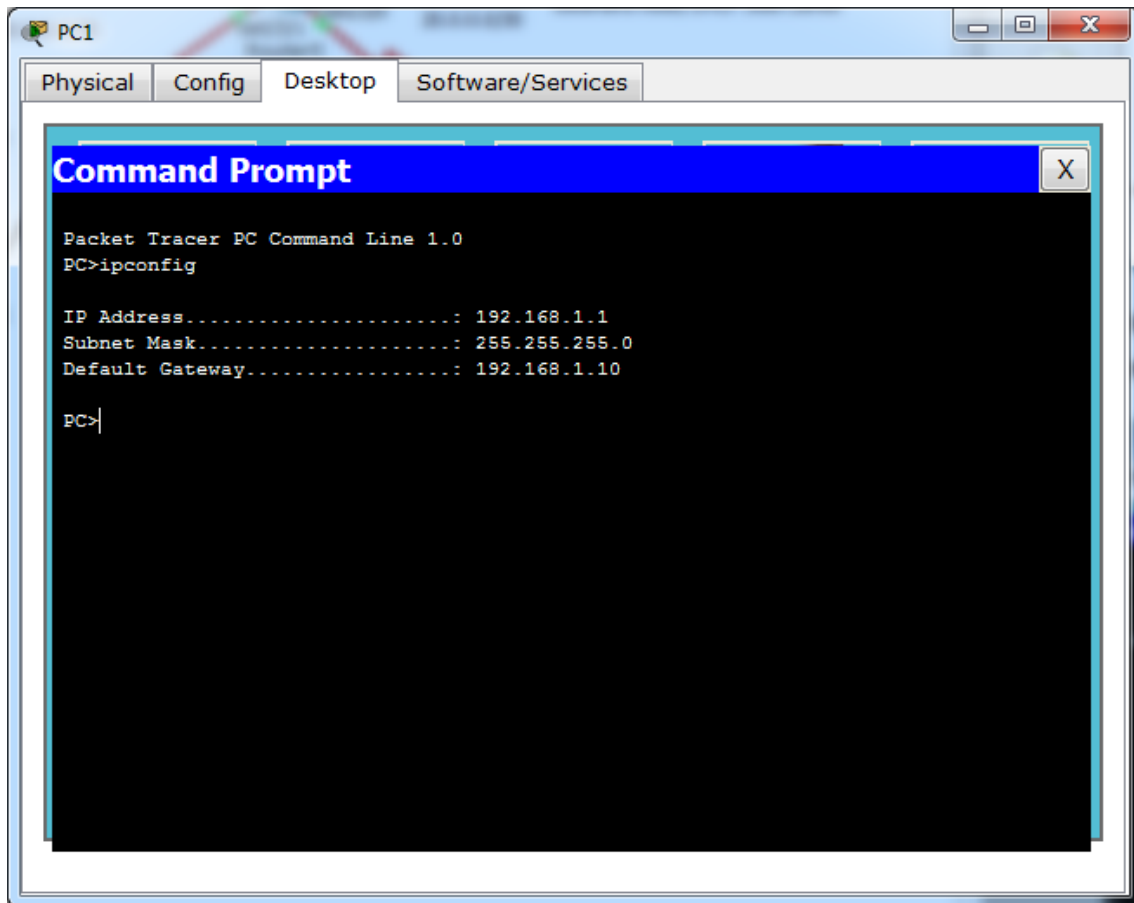 PC1
Physical Config Desktop Software/Services
Command Prompt
X
Packet Tracer PC Command Line 1.0
PC>ipconfig
IP Address......................: 192.168.1.1
Subnet Mask.....................: 255.255.255.0
Default Gateway.................: 192.168.1.10
PC>